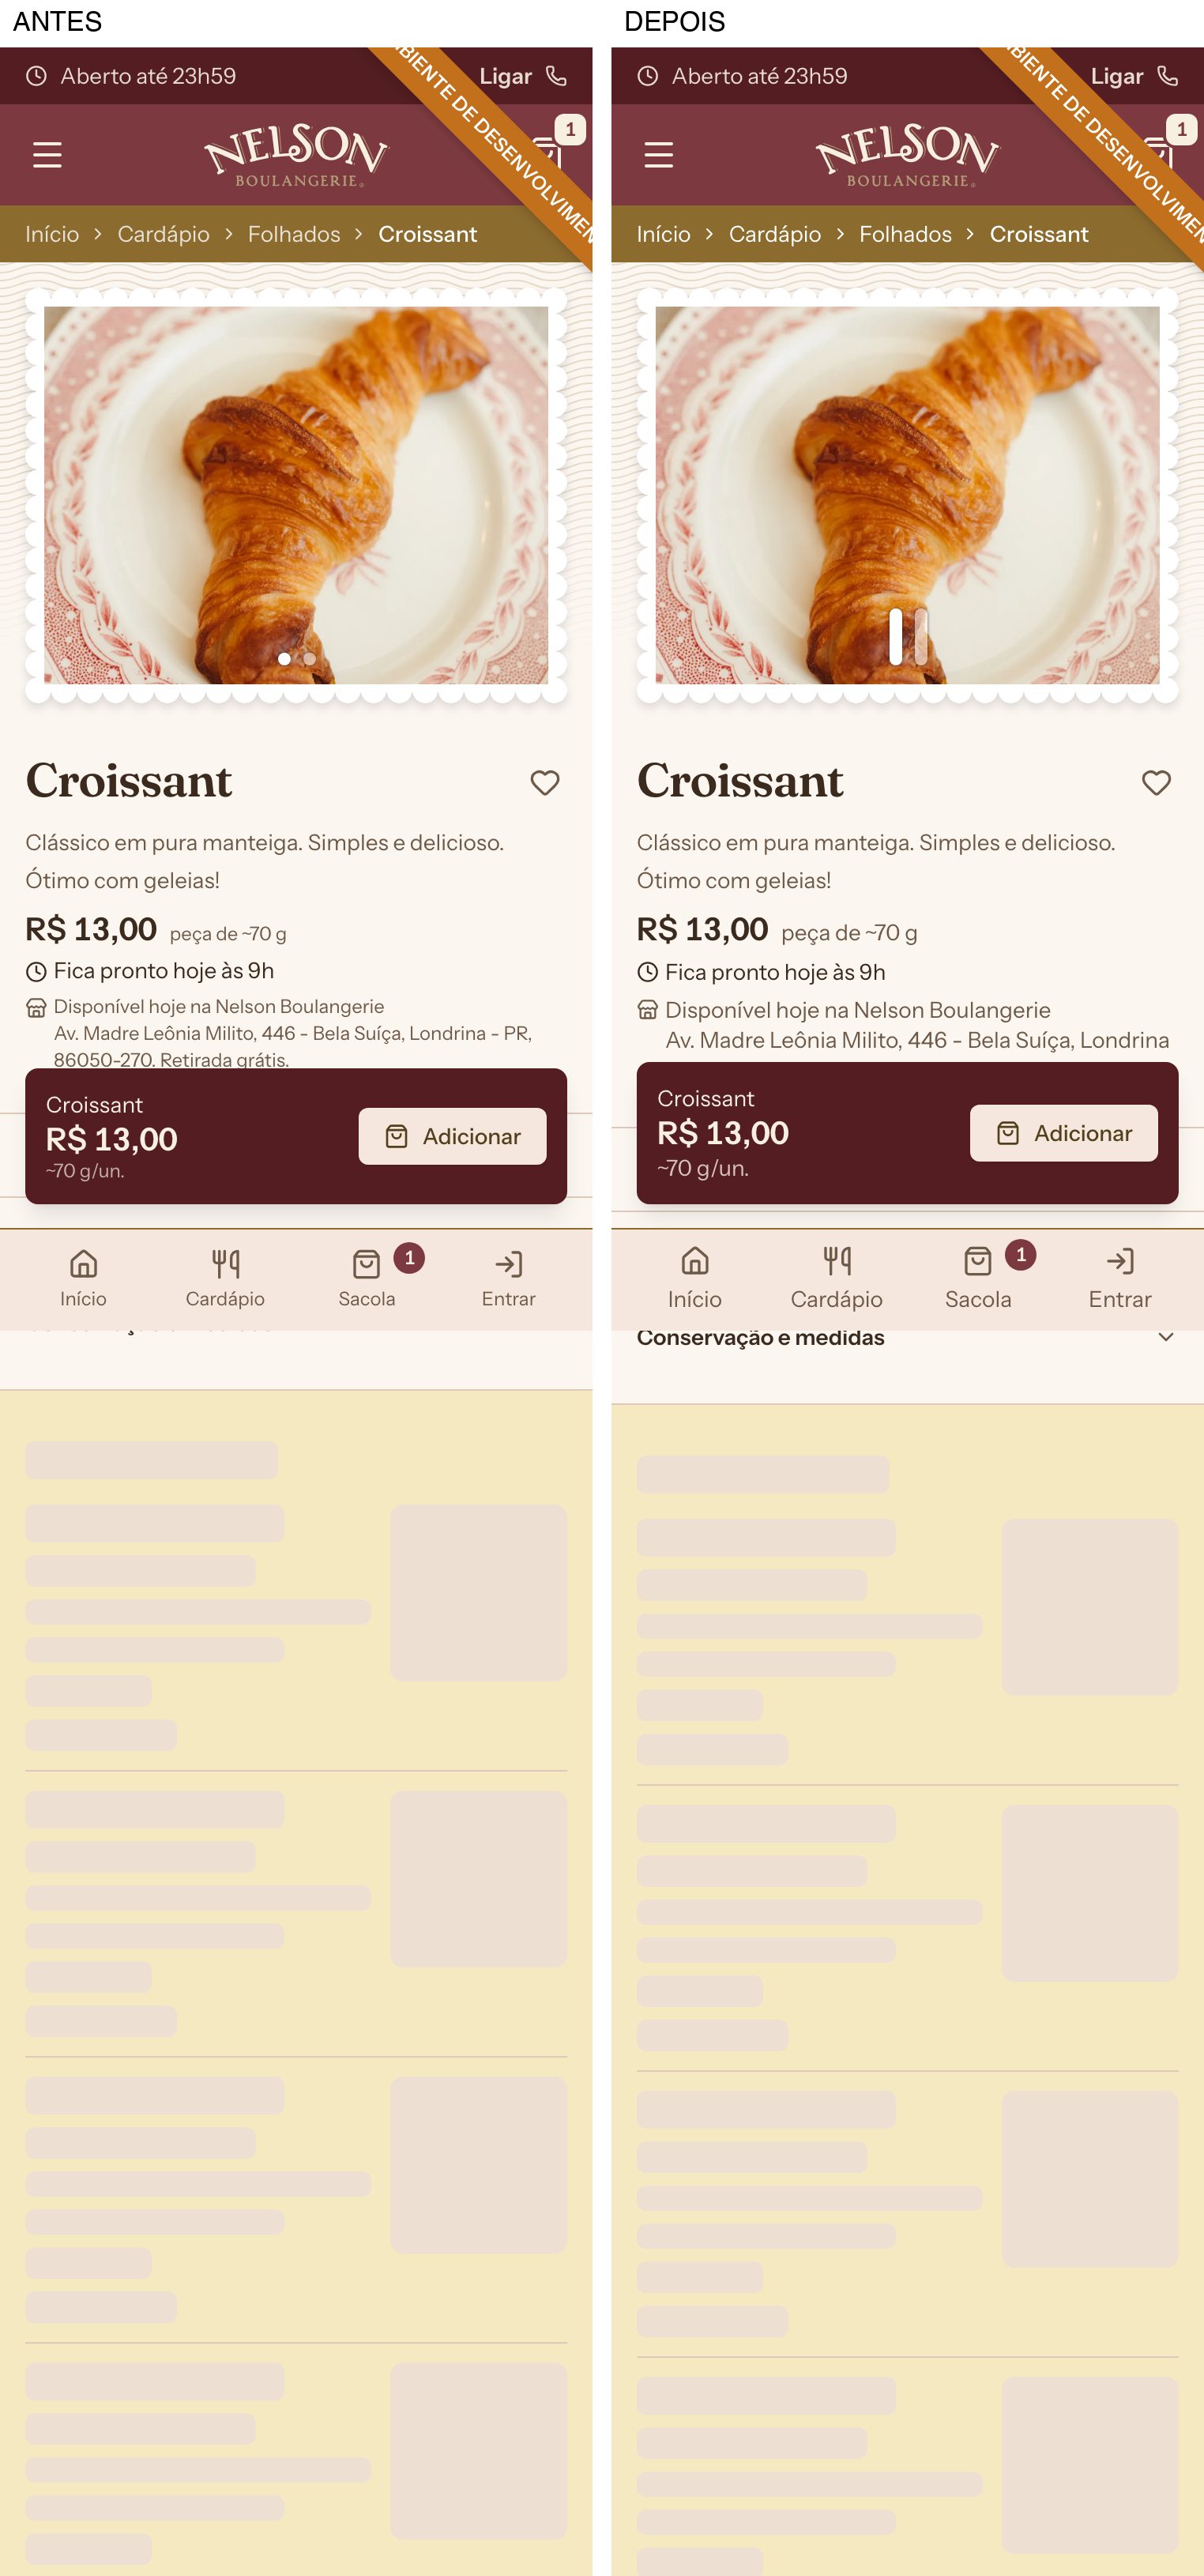 ANTES
Aberto até 23h59
Ligar
BIENTE DE DESENVOLVIMEN
1
NELSON
BOULANGERIE
Início > Cardápio > Folhados > Croissant
Croissant
Clássico em pura manteiga. Simples e delicioso.
Ótimo com geleias!
R$ 13,00 peça de ~70 g
Fica pronto hoje às 9h
Disponível hoje na Nelson Boulangerie
Av. Madre Leônia Milito, 446 - Bela Suíça, Londrina - PR,
86050-270. Retirada grátis.
Croissant
R$ 13,00
~70 g/un.
Adicionar
1
Início
Cardápio
Sacola
Entrar
DEPOIS
Aberto até 23h59
Ligar
BIENTE DE DESENVOLVIMEN
1
NELSON
BOULANGERIE
Início > Cardápio > Folhados > Croissant
Croissant
Clássico em pura manteiga. Simples e delicioso.
Ótimo com geleias!
R$ 13,00 peça de ~70 g
Fica pronto hoje às 9h
Disponível hoje na Nelson Boulangerie
Av. Madre Leônia Milito, 446 - Bela Suíça, Londrina
Croissant
R$ 13,00
~70 g/un.
Adicionar
1
Início
Cardápio
Sacola
Entrar
Conservação e medidas